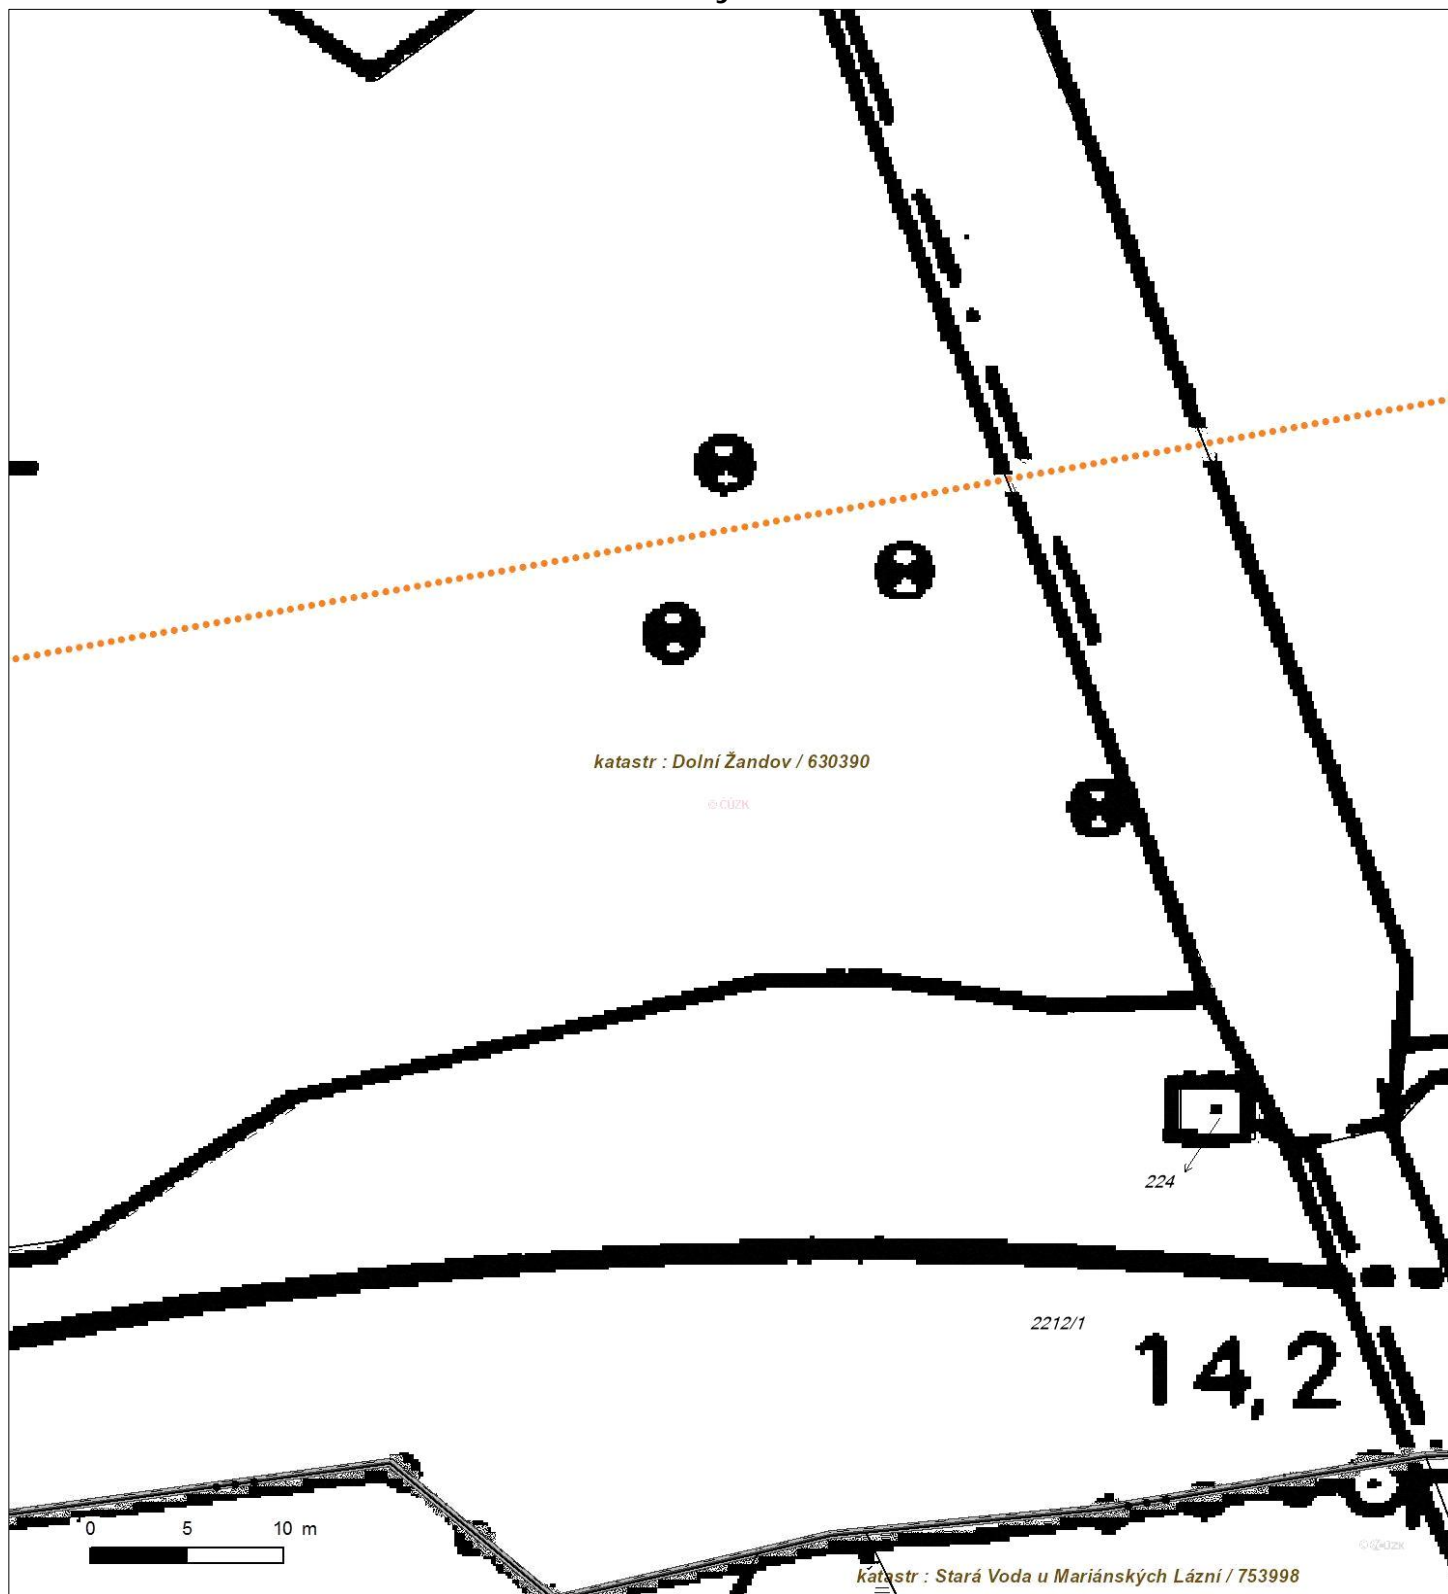 katastr : Dolní Žandov / 630390
© ČÚZK
224
2212/1
14,2
0 5 10 m
katastr : Stará Voda u Mariánských Lázní / 753998